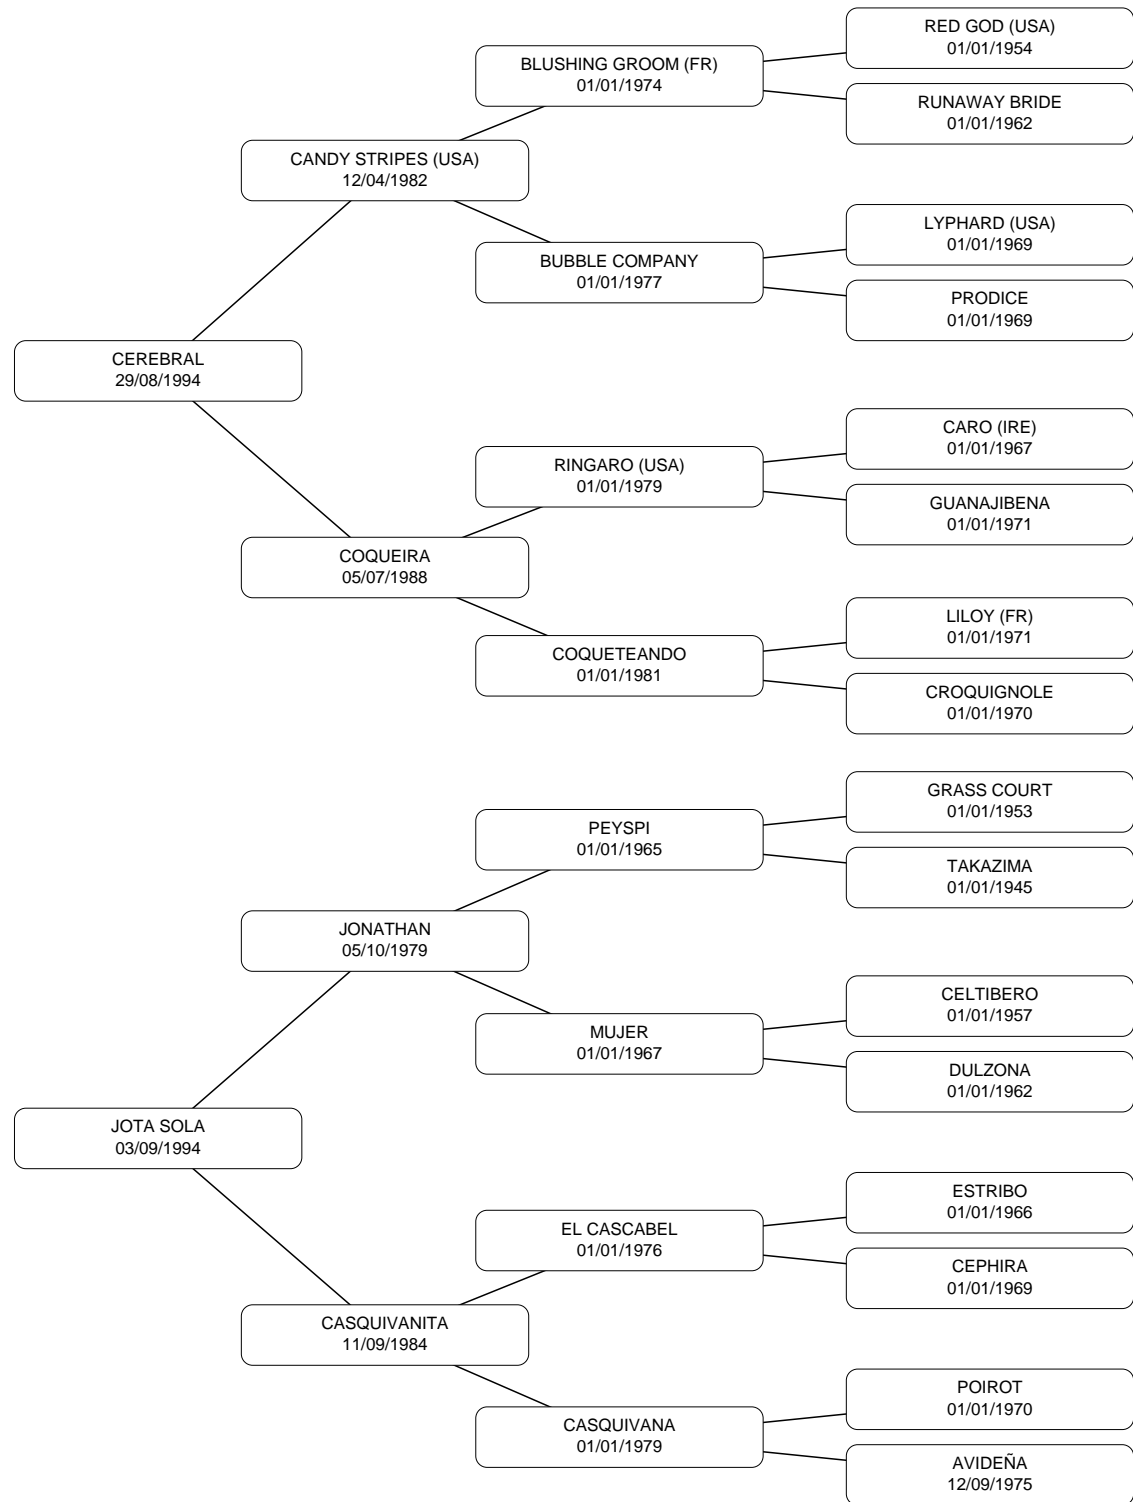 RED GOD (USA)
01/01/1954
BLUSHING GROOM (FR)
01/01/1974
RUNAWAY BRIDE
01/01/1962
CANDY STRIPES (USA)
12/04/1982
LYPHARD (USA)
01/01/1969
BUBBLE COMPANY
01/01/1977
PRODICE
01/01/1969
CEREBRAL
29/08/1994
CARO (IRE)
01/01/1967
RINGARO (USA)
01/01/1979
GUANAJIBENA
01/01/1971
COQUEIRA
05/07/1988
LILOY (FR)
01/01/1971
COQUETEANDO
01/01/1981
CROQUIGNOLE
01/01/1970
GRASS COURT
01/01/1953
PEYSPI
01/01/1965
TAKAZIMA
01/01/1945
JONATHAN
05/10/1979
CELTIBERO
01/01/1957
MUJER
01/01/1967
DULZONA
01/01/1962
JOTA SOLA
03/09/1994
ESTRIBO
01/01/1966
EL CASCABEL
01/01/1976
CEPHIRA
01/01/1969
CASQUIVANITA
11/09/1984
POIROT
01/01/1970
CASQUIVANA
01/01/1979
AVIDEÑA
12/09/1975